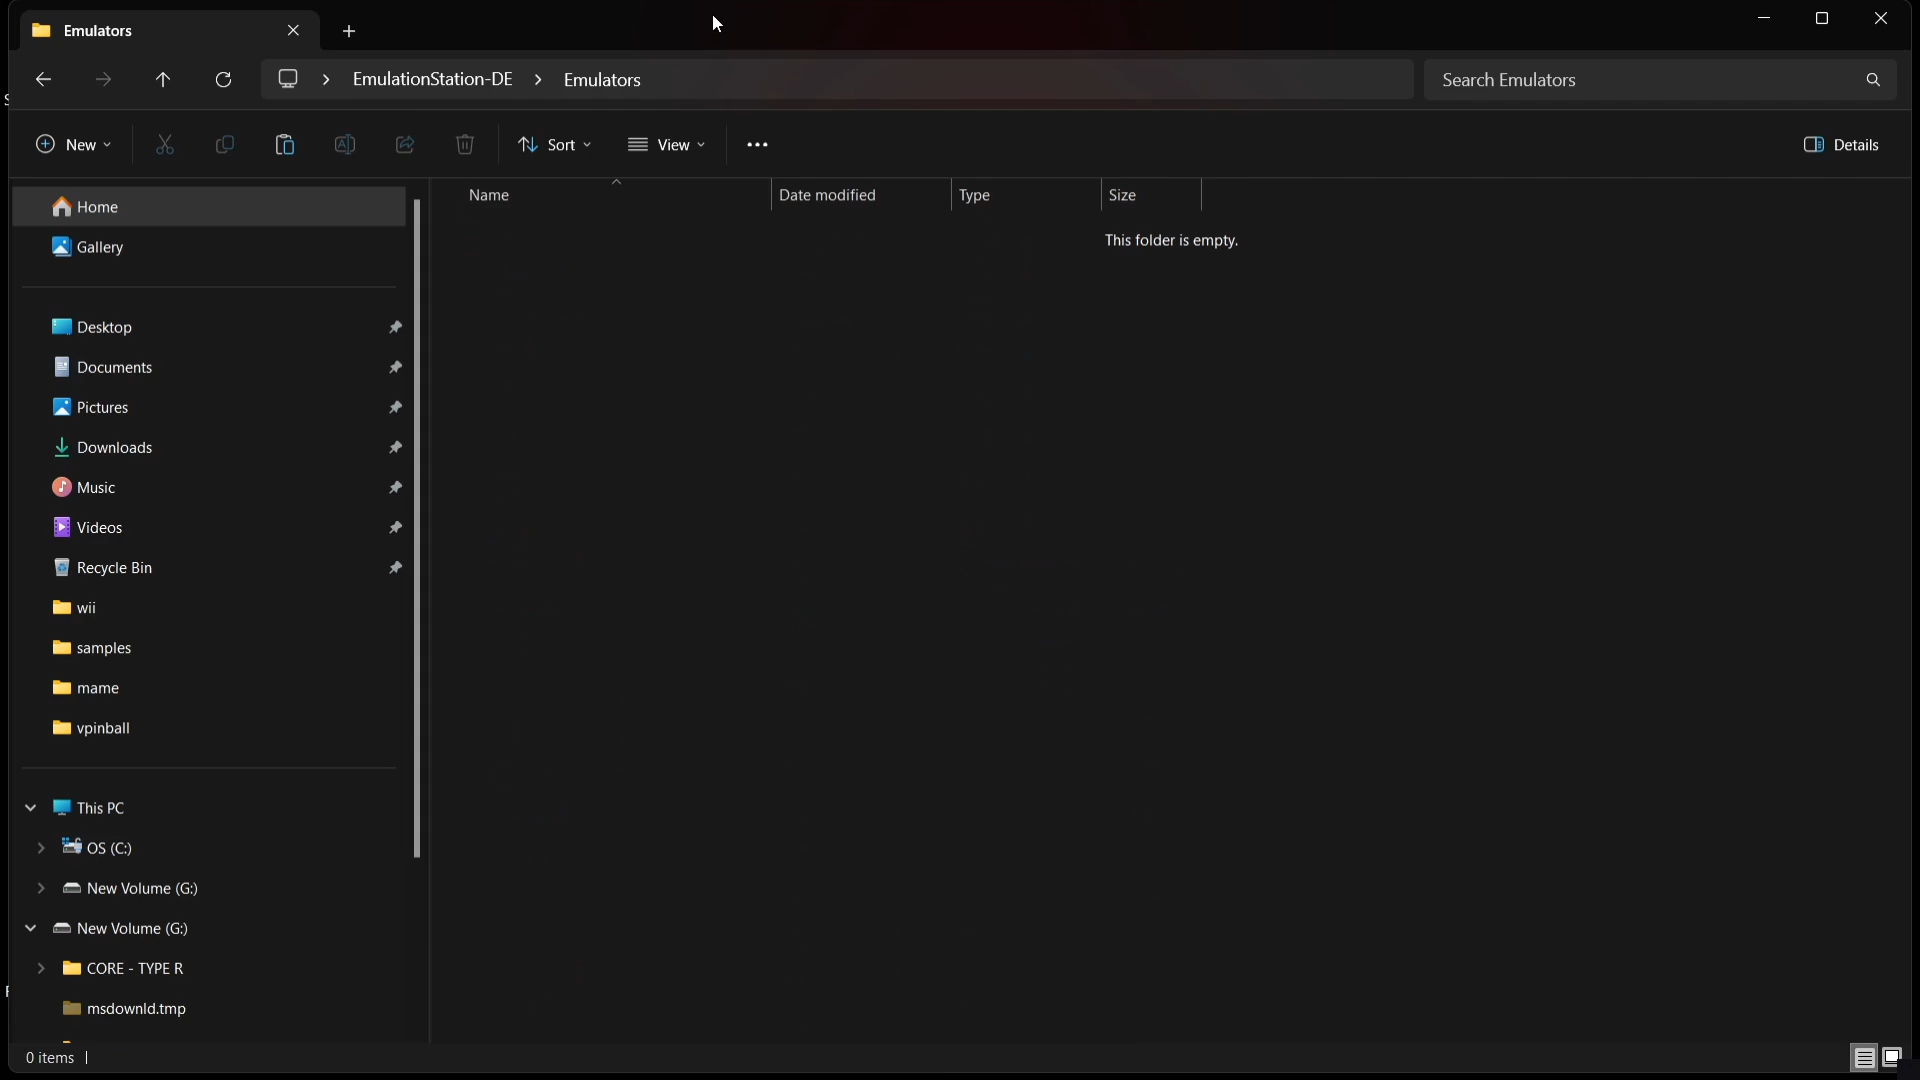 Emulators
EmulationStation-DE
Emulators
Search Emulators
New
Sort
View
Details
Name
Date modified
Type
Size
This folder is empty.
Home
Gallery
Desktop
Documents
Pictures
Downloads
Music
Videos
Recycle Bin
wii
samples
mame
vpinball
This PC
OS (C:)
New Volume (G:)
New Volume (G:)
CORE - TYPE R
msdownld.tmp
0 items